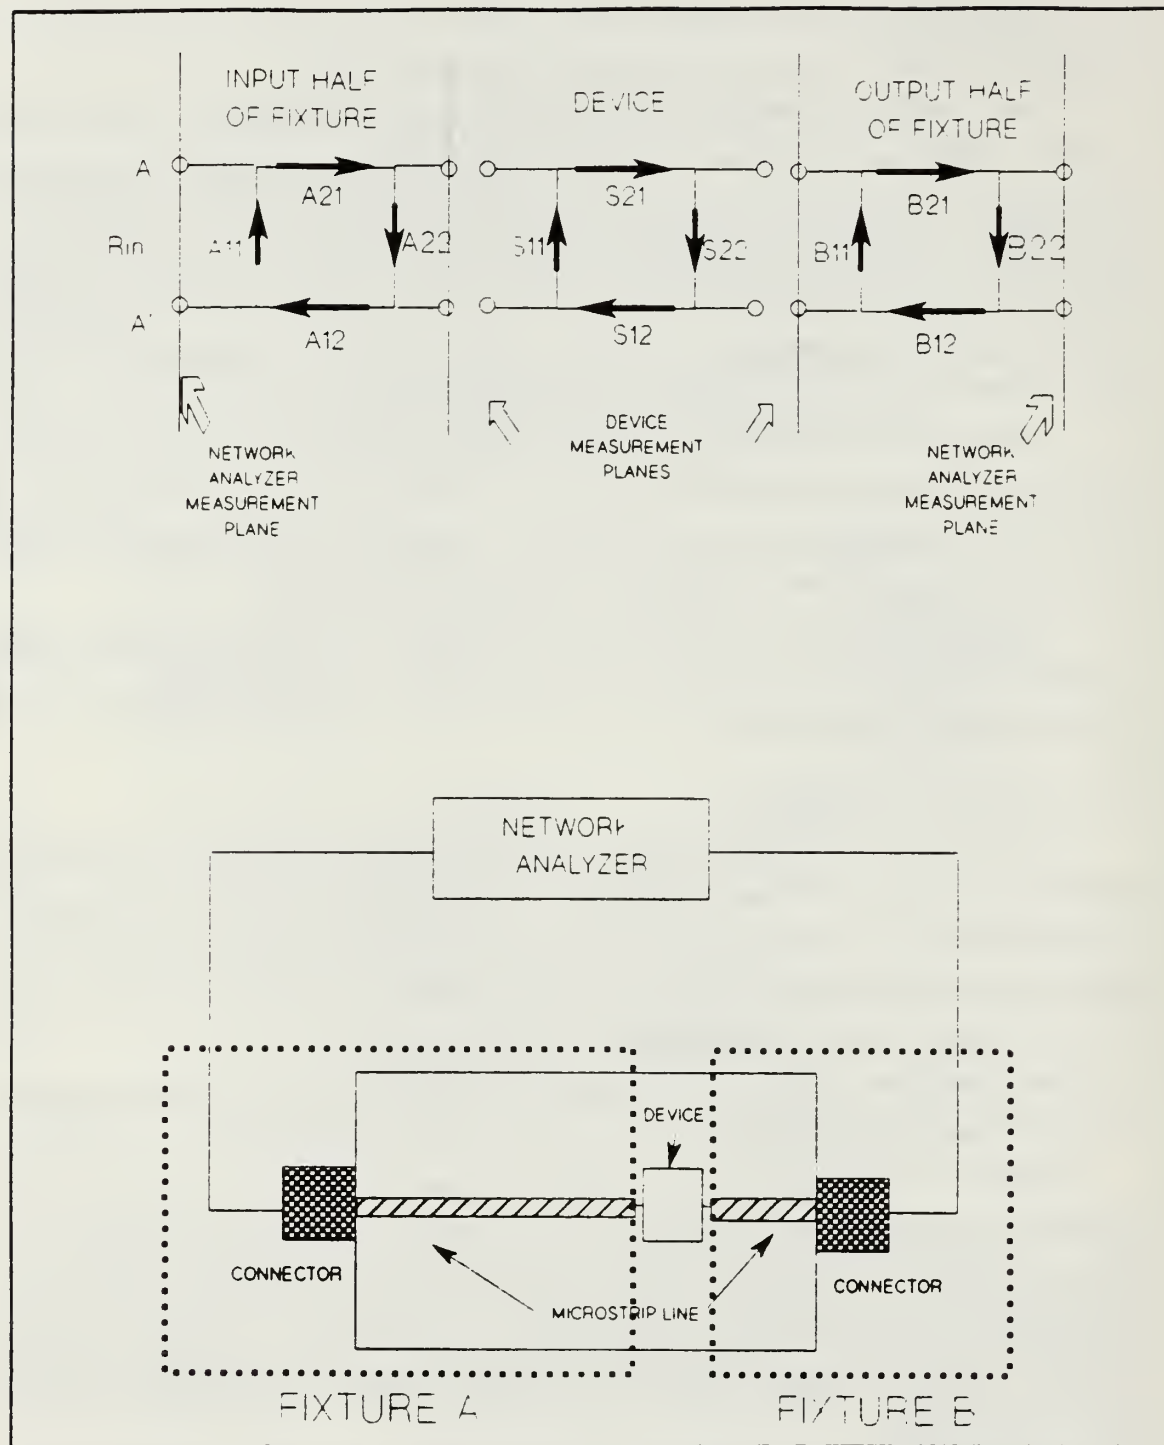 INPUT HALF
OF FIXTURE
DEVICE
OUTPUT HALF
OF FIXTURE
A
A21
S21
B21
Rin
A11
A22
S11
S22
B11
B22
A'
A12
S12
B12
NETWORK
ANALYZER
MEASUREMENT
PLANE
DEVICE
MEASUREMENT
PLANES
NETWORK
ANALYZER
MEASUREMENT
PLANE
NETWORK
ANALYZER
DEVICE
CONNECTOR
CONNECTOR
MICROSTRIP LINE
FIXTURE A
FIXTURE B